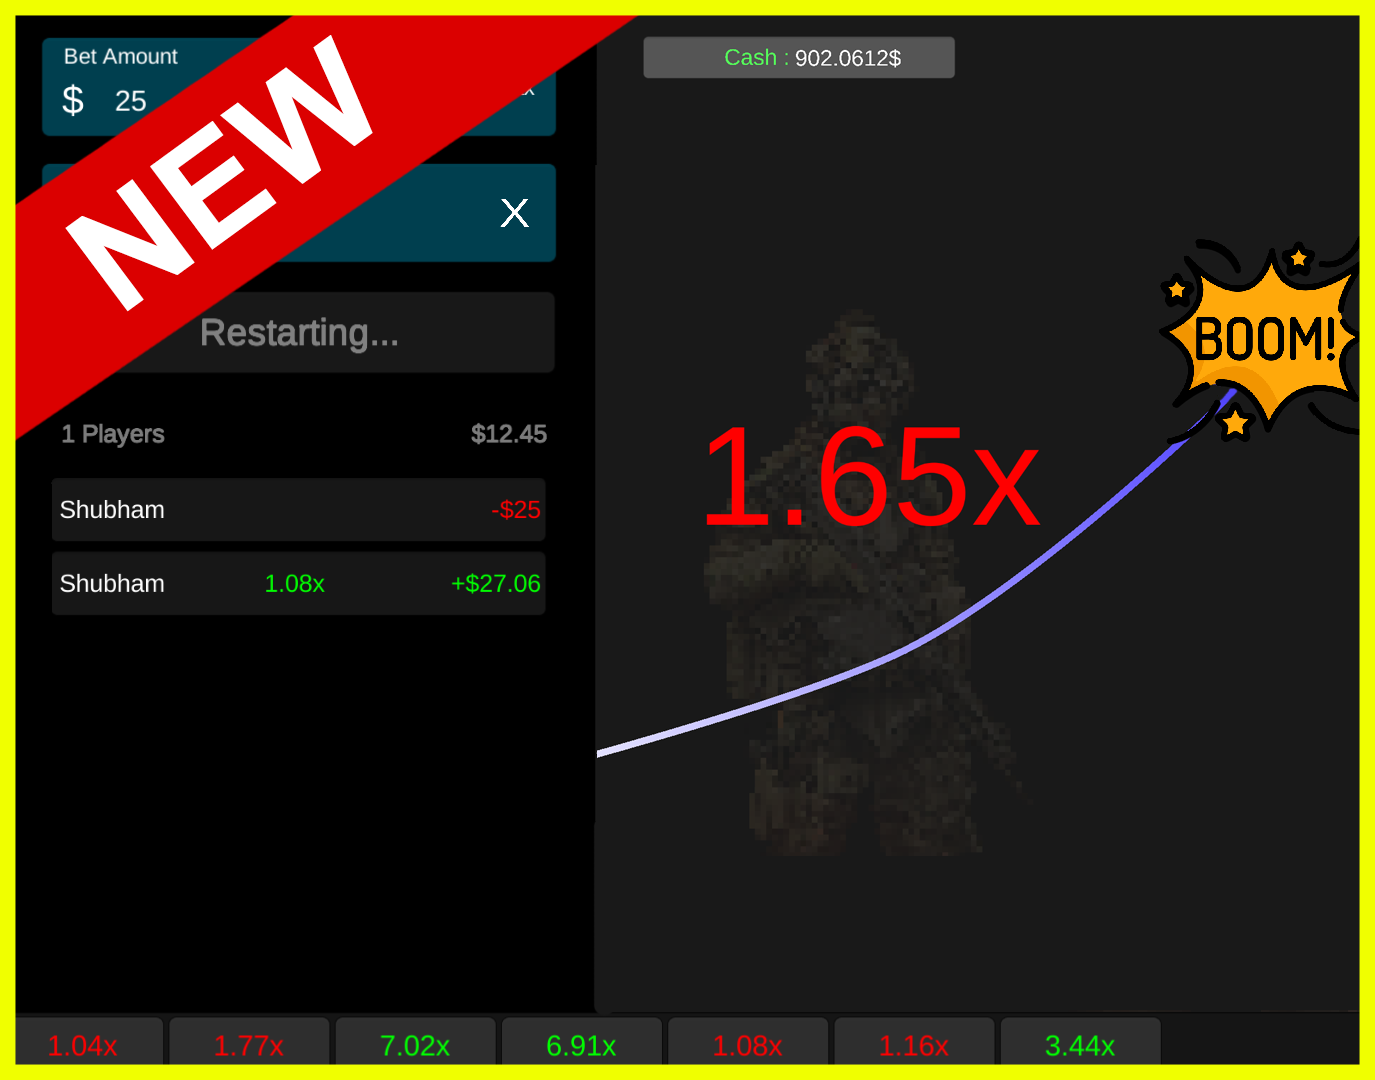 NEW
Bet Amount
$ 25
x
X
Restarting...
1 Players $12.45
Shubham -$25
Shubham 1.08x +$27.06
Cash : 902.0612$
BOOM!
1.65x
1.04x 1.77x 7.02x 6.91x 1.08x 1.16x 3.44x